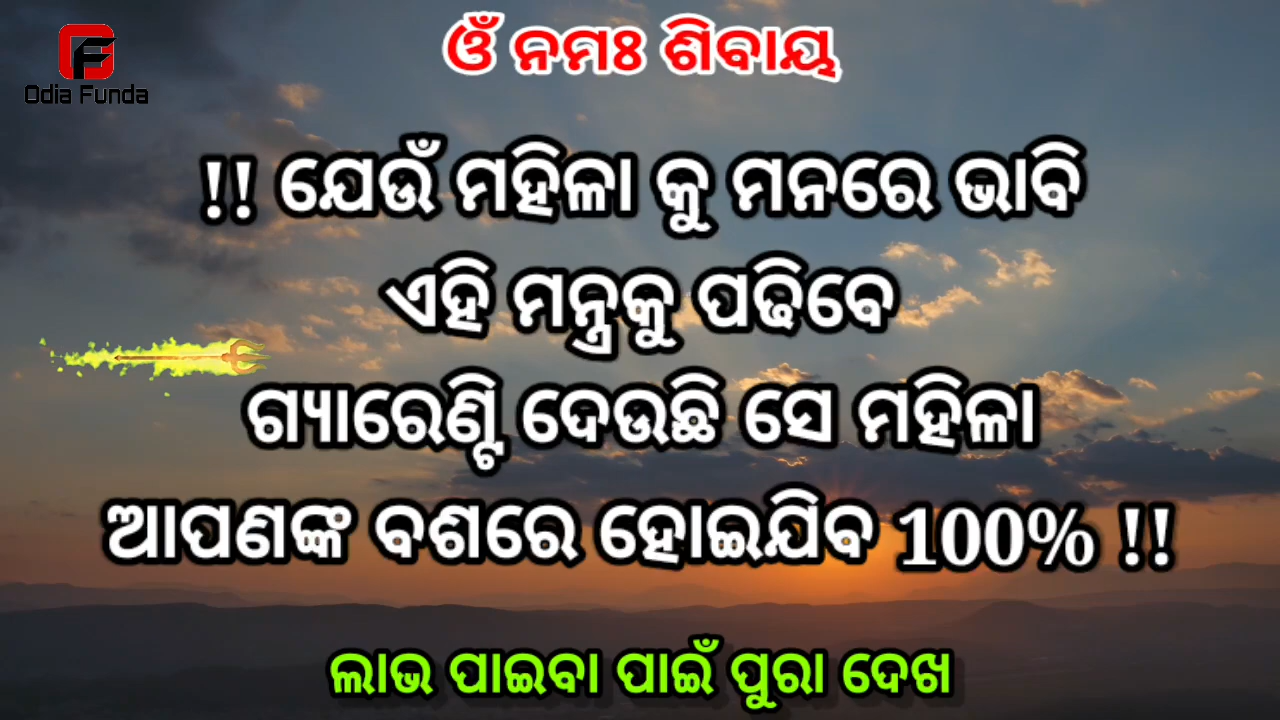 Odia Funda
ଓଁ ନମଃ ଶିବାୟ
!! ଯେଉଁ ମହିଳା କୁ ମନରେ ଭାଵି
ଏହି ମନ୍ତ୍ରକୁ ପଢିବେ
ଗ୍ୟାରେଣ୍ଟି ଦେଉଛି ସେ ମହିଳା
ଆପଣଙ୍କ ବଶରେ ହୋଇଯିବ 100% !!
ଲାଭ ପାଇବା ପାଇଁ ପୁରା ଦେଖ